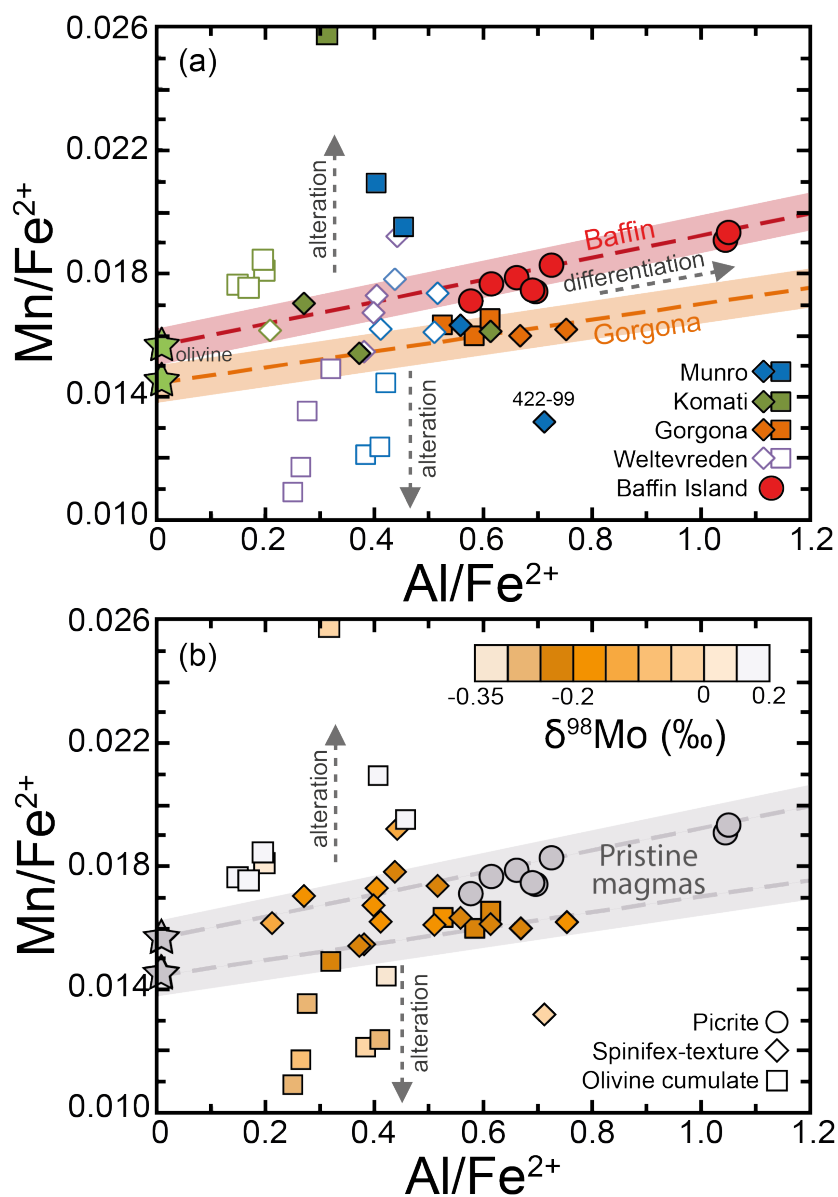 0.026
0.022
0.018
0.014
0.010
Mn/Fe²⁺
(a)
alteration
Baffin
differentiation
olivine
Gorgona
alteration
422-99
Munro
Komati
Gorgona
Weltevreden
Baffin Island
0 0.2 0.4 0.6 0.8 1.0 1.2
Al/Fe²⁺
0.026
0.022
0.018
0.014
0.010
Mn/Fe²⁺
(b)
-0.35 -0.2 0 0.2
δ⁹⁸Mo (‰)
alteration
Pristine
magmas
alteration
Picrite
Spinifex-texture
Olivine cumulate
0 0.2 0.4 0.6 0.8 1.0 1.2
Al/Fe²⁺